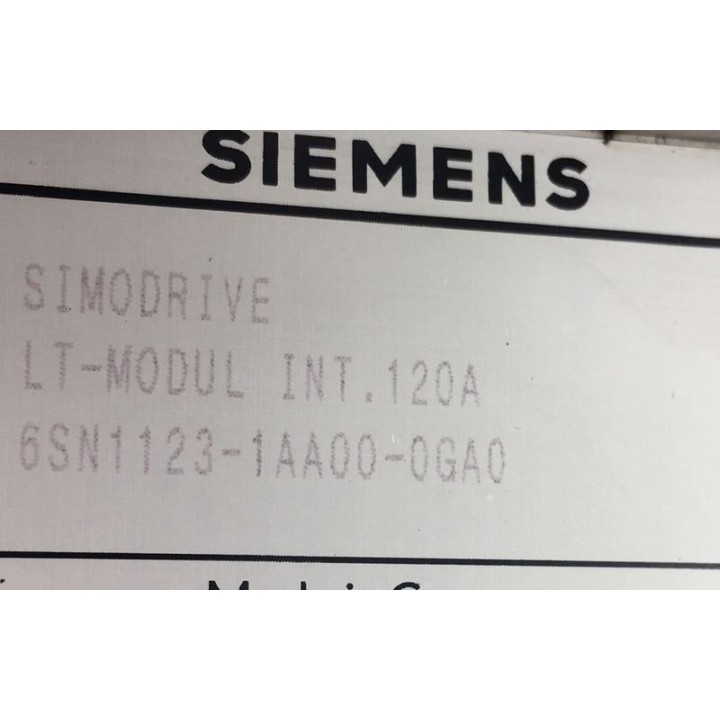 SIEMENS
SIMODRIVE
LT-MODUL INT.120A
6SN1123-1AA00-0GA0